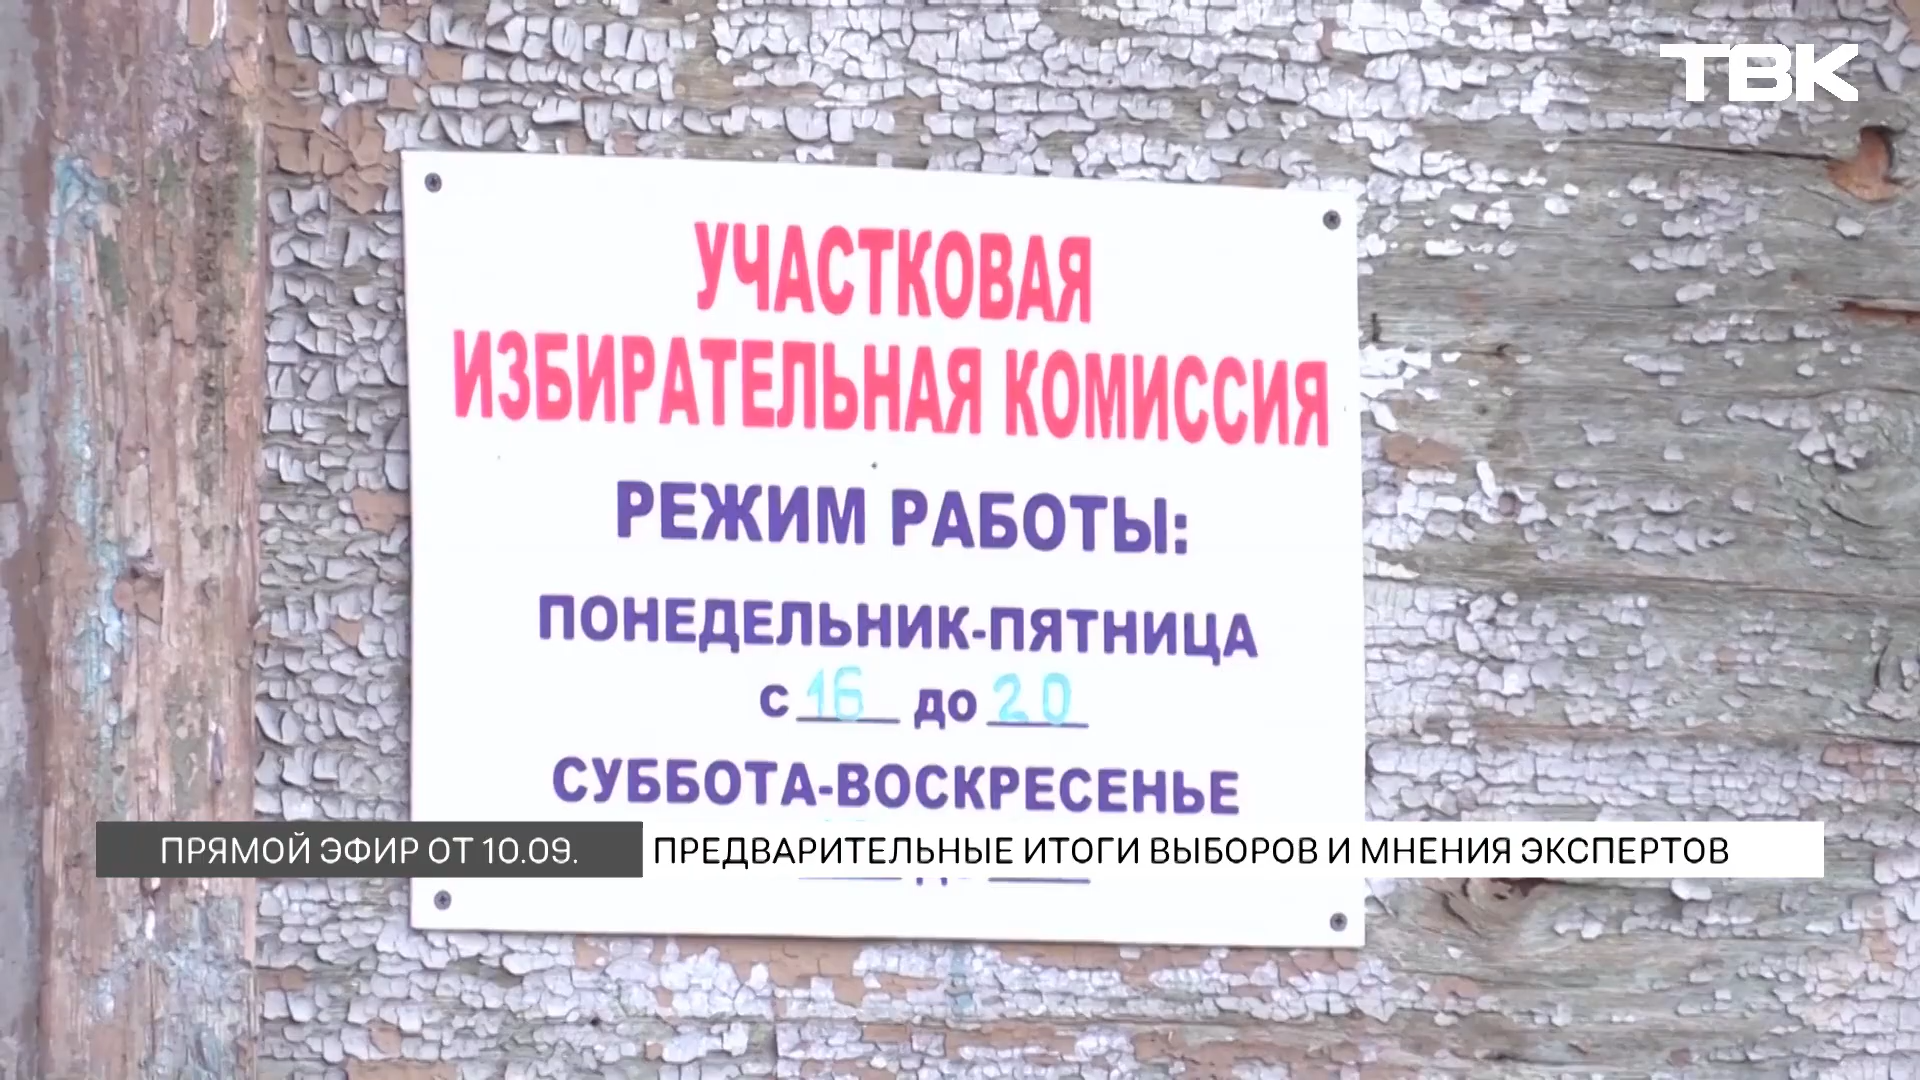 ТВК
УЧАСТКОВАЯ
ИЗБИРАТЕЛЬНАЯ КОМИССИЯ
РЕЖИМ РАБОТЫ:
ПОНЕДЕЛЬНИК-ПЯТНИЦА
с 16 до 20
СУББОТА-ВОСКРЕСЕНЬЕ
ПРЯМОЙ ЭФИР ОТ 10.09. ПРЕДВАРИТЕЛЬНЫЕ ИТОГИ ВЫБОРОВ И МНЕНИЯ ЭКСПЕРТОВ